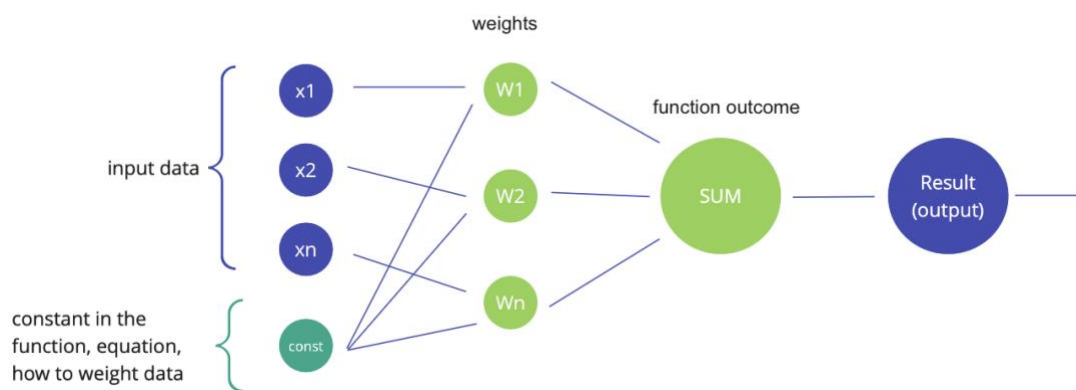 weights
input data
x1
x2
xn
constant in the
function, equation,
how to weight data
const
W1
W2
Wn
function outcome
SUM
Result
(output)